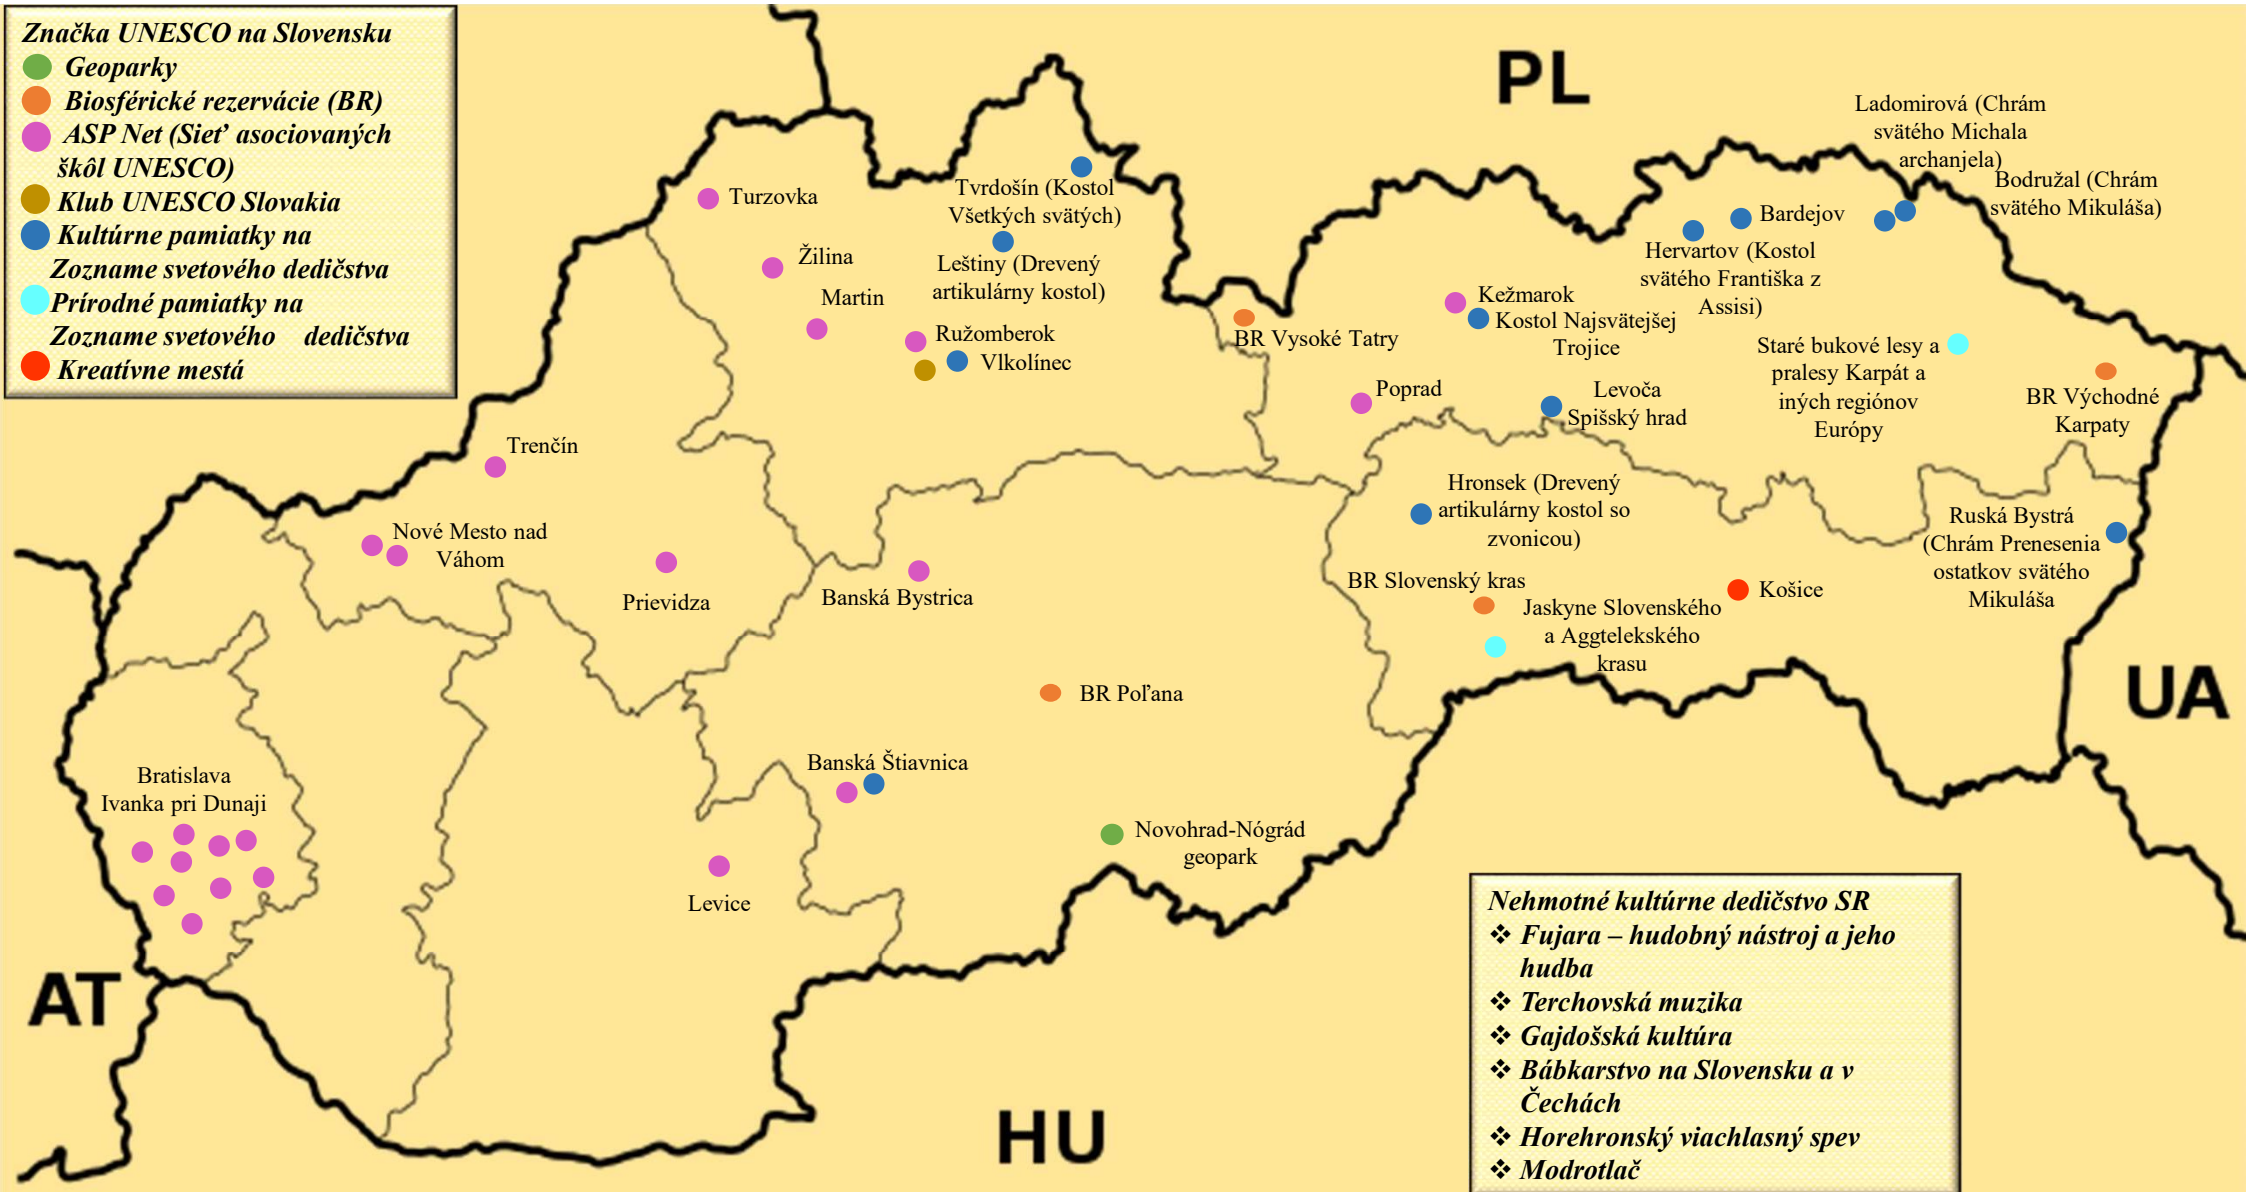 Značka UNESCO na Slovensku
Geoparky
Biosférické rezervácie (BR)
ASP Net (Sieť asociovaných
škôl UNESCO)
Klub UNESCO Slovakia
Kultúrne pamiatky na
Zozname svetového dedičstva
Prírodné pamiatky na
Zozname svetového dedičstva
Kreatívne mestá
PL
Ladomirová (Chrám
svätého Michala
archanjela)
Bodružal (Chrám
svätého Mikuláša)
Turzovka
Tvrdošín (Kostol
Všetkých svätých)
Bardejov
Hervartov (Kostol
svätého Františka z
Assisi)
Žilina
Leštiny (Drevený
artikulárny kostol)
Martin
Ružomberok
Vlkolínec
BR Vysoké Tatry
Kežmarok
Kostol Najsvätejšej
Trojice
Staré bukové lesy a
pralesy Karpát a
iných regiónov
Európy
BR Východné
Karpaty
Poprad
Levoča
Spišský hrad
Trenčín
Nové Mesto nad
Váhom
Prievidza
Banská Bystrica
Hronsek (Drevený
artikulárny kostol so
zvonicou)
Ruská Bystrá
(Chrám Prenesenia
ostatkov svätého
Mikuláša
BR Slovenský kras
Jaskyne Slovenského
a Aggtelekského
krasu
Košice
UA
BR Poľana
Bratislava
Ivanka pri Dunaji
Banská Štiavnica
Novohrad-Nógrád
geopark
Levice
AT
HU
Nehmotné kultúrne dedičstvo SR
❖ Fujara – hudobný nástroj a jeho
hudba
❖ Terchovská muzika
❖ Gajdošská kultúra
❖ Bábkarstvo na Slovensku a v
Čechách
❖ Horehronský viachlasný spev
❖ Modrotlač